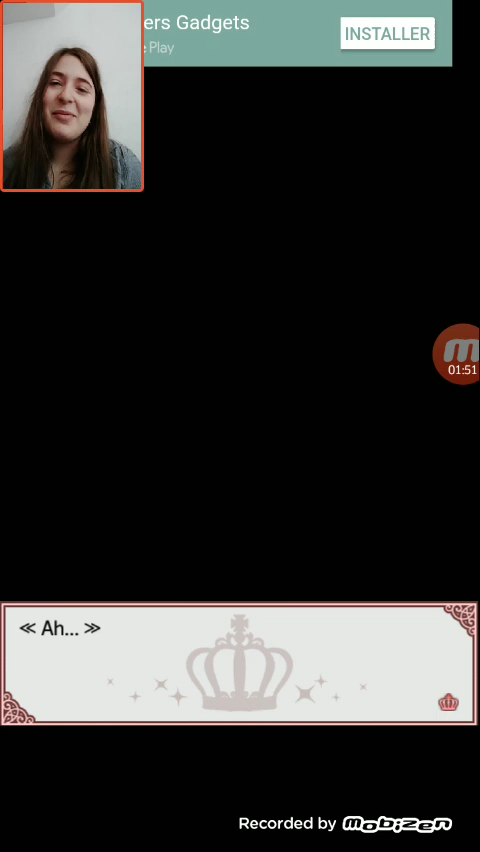 ers Gadgets
Play
INSTALLER
01:51
≪ Ah... ≫
Recorded by mobizen